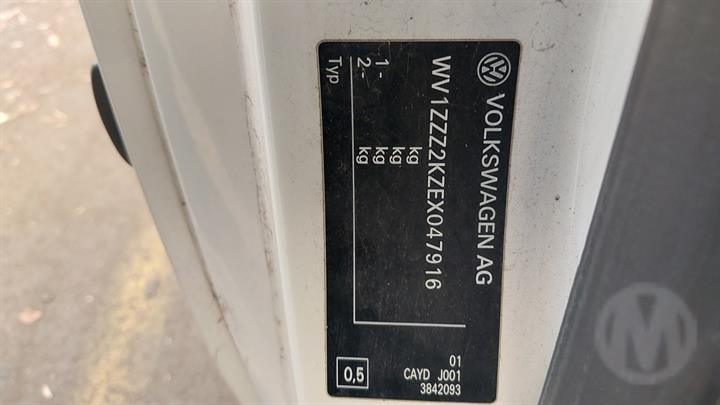 VOLKSWAGEN AG
WV1ZZZ2KZEX047916
kg
kg
1 - kg
2 - kg
Typ
01
CAYD J001
3842093
0,5
M